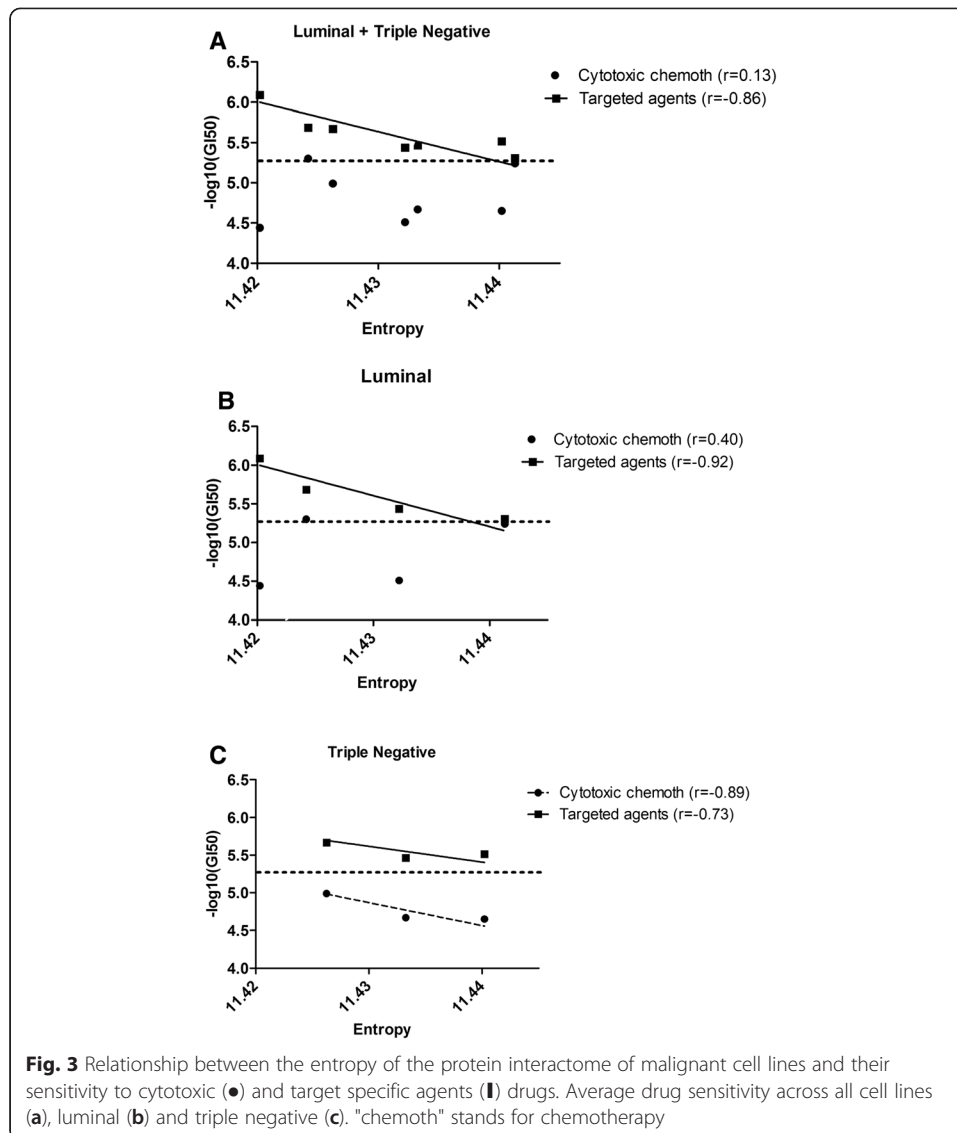 A
Luminal + Triple Negative
Cytotoxic chemoth (r=0.13)
Targeted agents (r=-0.86)
-log10(GI50)
6.5
6.0
5.5
5.0
4.5
4.0
11.42
11.43
11.44
Entropy
Luminal
B
Cytotoxic chemoth (r=0.40)
Targeted agents (r=-0.92)
-log10(GI50)
6.5
6.0
5.5
5.0
4.5
4.0
11.42
11.43
11.44
Entropy
C
Triple Negative
Cytotoxic chemoth (r=-0.89)
Targeted agents (r=-0.73)
-log10(GI50)
6.5
6.0
5.5
5.0
4.5
4.0
11.42
11.43
11.44
Entropy
Fig. 3 Relationship between the entropy of the protein interactome of malignant cell lines and their
sensitivity to cytotoxic (●) and target specific agents (❚) drugs. Average drug sensitivity across all cell lines
(a), luminal (b) and triple negative (c). "chemoth" stands for chemotherapy